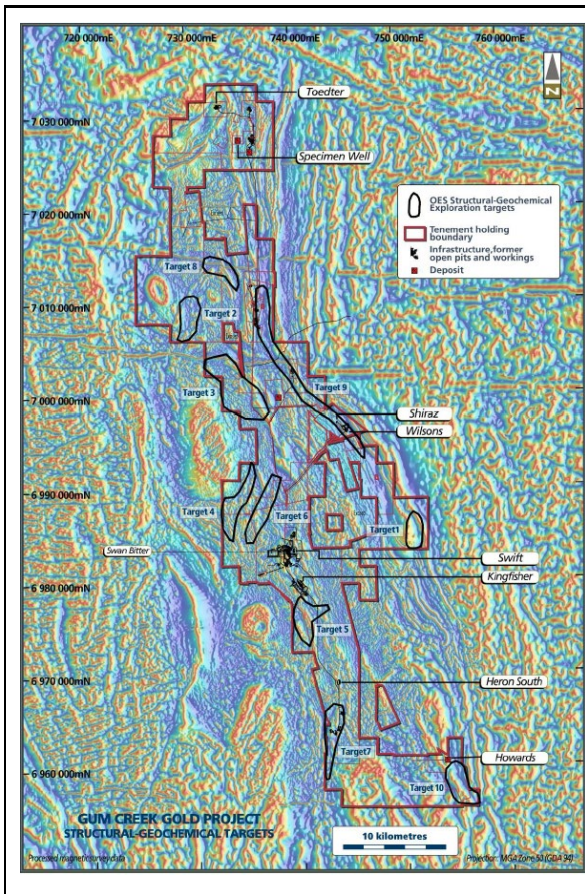 720 000mE
730 000mE
740 000mE
750 000mE
760 000mE
Toedter
7 030 000mN
Specimen Well
OES Structural-Geochemical
Exploration targets
Tenement holding
boundary
Infrastructure,former
open pits and workings
Deposit
7 020 000mN
Target 8
7 010 000mN
Target 2
Target 3
Target 9
7 000 000mN
Shiraz
Wilsons
6 990 000mN
Target 4
Target 6
Target1
Swan Bitter
Swift
6 980 000mN
Kingfisher
Target 5
6 970 000mN
Heron South
Target7
Howards
6 960 000mN
Target 10
GUM CREEK GOLD PROJECT
STRUCTURAL-GEOCHEMICAL TARGETS
10 kilometres
Processed magnetic survey data
Projection: MGA Zone 50 (GDA 94)